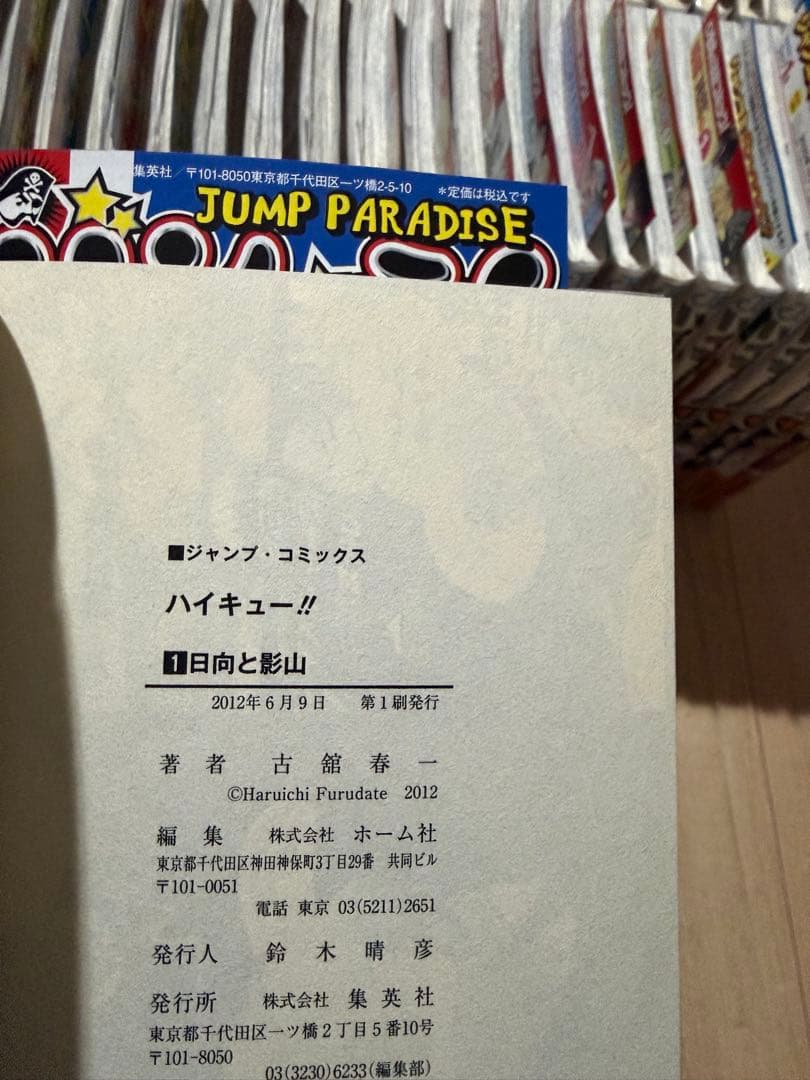 集英社／〒101-8050東京都千代田区一ツ橋2-5-10 ＊定価は税込です
JUMP PARADISE
■ジャンプ・コミックス
ハイキュー!!
1日向と影山
2012年6月9日 第1刷発行
著者 古舘春一
©Haruichi Furudate 2012
編集 株式会社 ホーム社
東京都千代田区神田神保町3丁目29番 共同ビル
〒101-0051
電話 東京 03(5211)2651
発行人 鈴木晴彦
発行所 株式会社 集英社
東京都千代田区一ツ橋2丁目5番10号
〒101-8050
03(3230)6233(編集部)